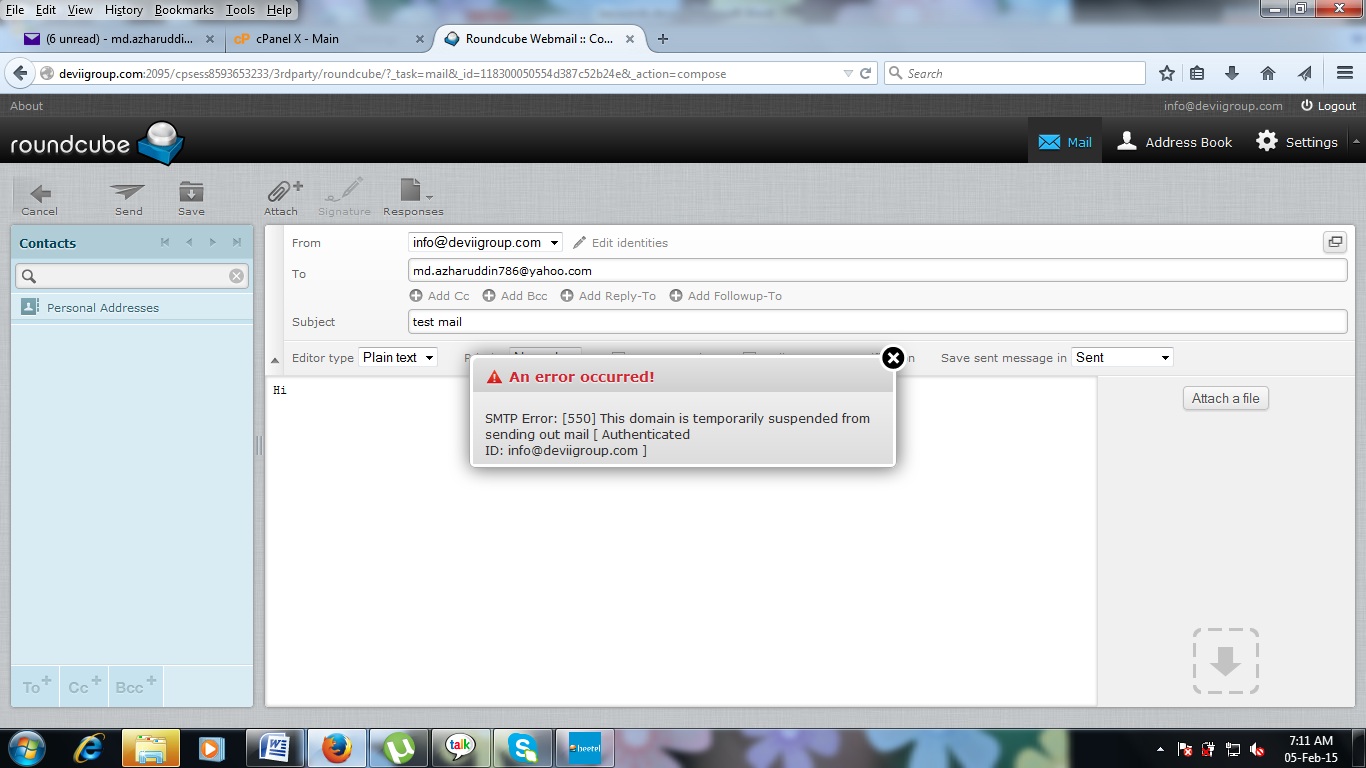 File Edit View History Bookmarks Tools Help
(6 unread) - md.azharuddi...
cP cPanel X - Main
Roundcube Webmail :: Co...
deviigroup.com:2095/cpsess8593653233/3rdparty/roundcube/?_task=mail&_id=118300050554d387c52b24e&_action=compose
Search
About
info@deviigroup.com Logout
roundcube
Mail Address Book Settings
Cancel Send Save Attach Signature Responses
Contacts
Personal Addresses
From info@deviigroup.com Edit identities
To md.azharuddin786@yahoo.com
Add Cc Add Bcc Add Reply-To Add Followup-To
Subject test mail
Editor type Plain text Save sent message in Sent
Hi
An error occurred!
SMTP Error: [550] This domain is temporarily suspended from
sending out mail [ Authenticated
ID: info@deviigroup.com ]
Attach a file
To Cc Bcc
talk
beetel
7:11 AM
05-Feb-15